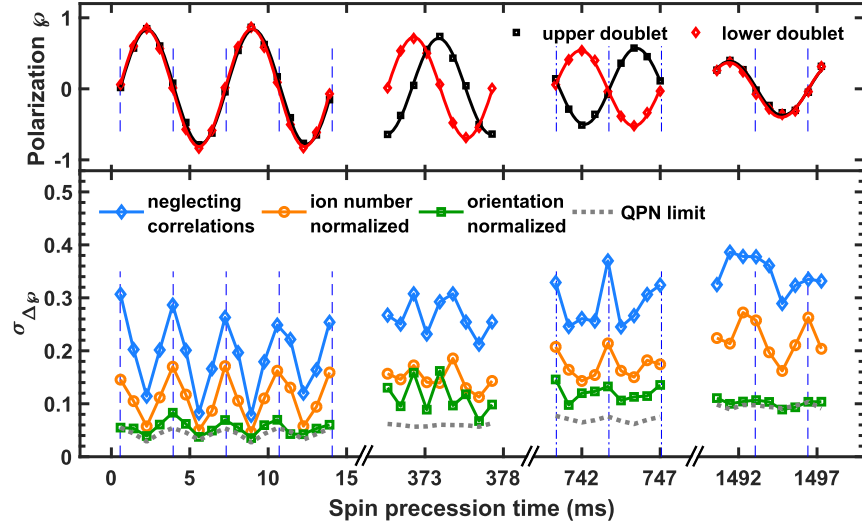 Polarization ℘
1
0
-1
upper doublet
lower doublet
σΔ℘
0.5
0.4
0.3
0.2
0.1
0
neglecting correlations
ion number normalized
orientation normalized
QPN limit
0 5 10 15 373 378 742 747 1492 1497
Spin precession time (ms)